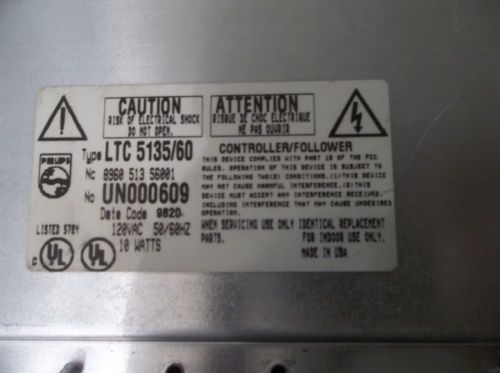 CAUTION
RISK OF ELECTRICAL SHOCK
DO NOT OPEN.
ATTENTION
RISQUE DE CHOC ELECTRIQUE
NE PAS OUVRIR
PHILIPS
Type LTC 5135/60
Nc 8960 513 56001
No UN000609
Date Code 9820
LISTED 57BY 120VAC 50/60HZ
10 WATTS
UL
c UL
CONTROLLER/FOLLOWER
THIS DEVICE COMPLIES WITH PART 15 OF THE FCC
RULES. OPERATION OF THIS DEVICE IS SUBJECT TO
THE FOLLOWING TWO(2) CONDITIONS.(1)THIS DEVICE
MAY NOT CAUSE HARMFUL INTERFERENCE.(2)THIS
DEVICE MUST ACCEPT ANY INTERFERENCE RECEIVED
INCLUDING INTERFERENCE THAT MAY CAUSE UNDESIRED
OPERATION.
WHEN SERVICING USE ONLY IDENTICAL REPLACEMENT
PARTS.
FOR INDOOR USE ONLY.
MADE IN USA